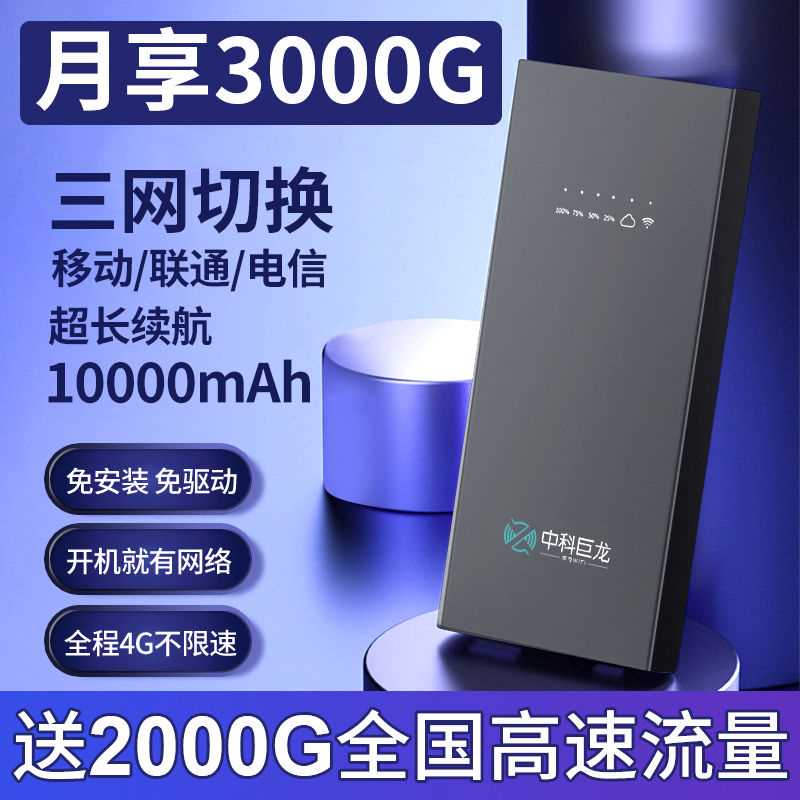 月享3000G
三网切换
移动/联通/电信
超长续航
10000mAh
100% 75% 50% 25%
免安装 免驱动
中科巨龙
开机就有网络
全程4G不限速
送2000G全国高速流量